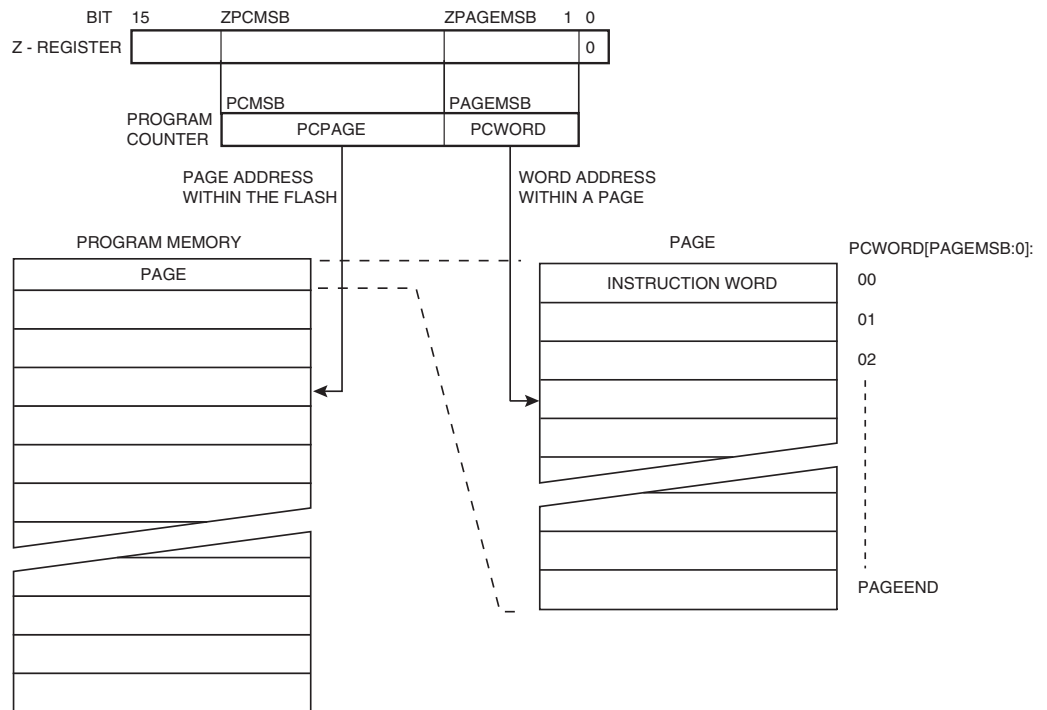 BIT 15 ZPCMSB ZPAGEMSB 1 0
Z - REGISTER 0
PCMSB PAGEMSB
PROGRAM
COUNTER
PCPAGE PCWORD
PAGE ADDRESS
WITHIN THE FLASH
WORD ADDRESS
WITHIN A PAGE
PROGRAM MEMORY
PAGE
PAGE
INSTRUCTION WORD
PCWORD[PAGEMSB:0]:
00
01
02
PAGEEND